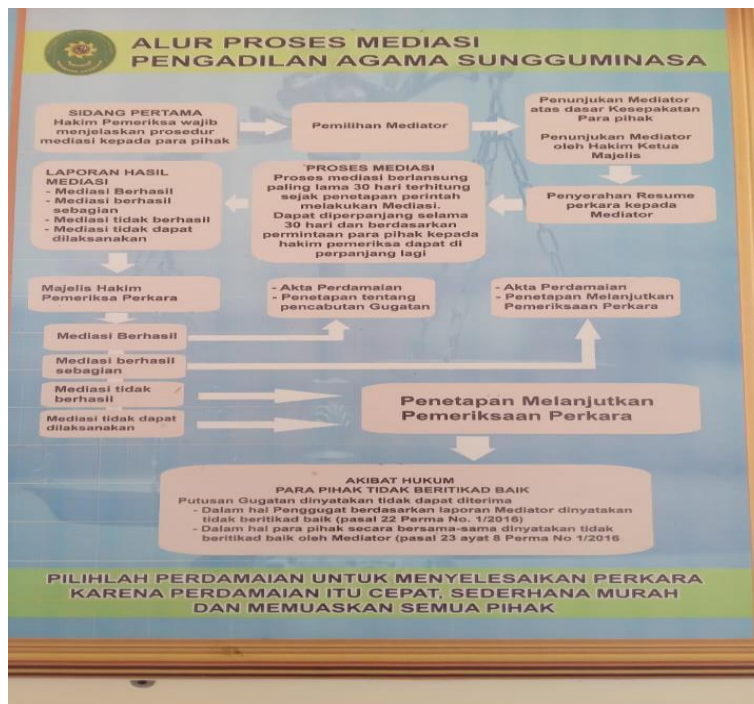 ALUR PROSES MEDIASI
PENGADILAN AGAMA SUNGGUMINASA
SIDANG PERTAMA
Hakim Pemeriksa wajib
menjelaskan prosedur
mediasi kepada para pihak
Pemilihan Mediator
Penunjukan Mediator
atas dasar Kesepakatan
Para pihak
Penunjukan Mediator
oleh Hakim Ketua
Majelis
Penyerahan Resume
perkara kepada
Mediator
PROSES MEDIASI
Proses mediasi berlansung
paling lama 30 hari terhitung
sejak penetapan perintah
melakukan Mediasi.
Dapat diperpanjang selama
30 hari dan berdasarkan
permintaan para pihak kepada
hakim pemeriksa dapat di
perpanjang lagi
LAPORAN HASIL
MEDIASI
- Mediasi Berhasil
- Mediasi berhasil
sebagian
- Mediasi tidak berhasil
- Mediasi tidak dapat
dilaksanakan
Majelis Hakim
Pemeriksa Perkara
- Akta Perdamaian
- Penetapan tentang
pencabutan Gugatan
- Akta Perdamaian
- Penetapan Melanjutkan
Pemeriksaan Perkara
Mediasi Berhasil
Mediasi berhasil
sebagian
Mediasi tidak
berhasil
Mediasi tidak dapat
dilaksanakan
Penetapan Melanjutkan
Pemeriksaan Perkara
AKIBAT HUKUM
PARA PIHAK TIDAK BERITIKAD BAIK
Putusan Gugatan dinyatakan tidak dapat diterima
- Dalam hal Penggugat berdasarkan laporan Mediator dinyatakan
tidak beritikad baik (pasal 22 Perma No. 1/2016)
- Dalam hal para pihak secara bersama-sama dinyatakan tidak
beritikad baik oleh Mediator (pasal 23 ayat 8 Perma No 1/2016
PILIHLAH PERDAMAIAN UNTUK MENYELESAIKAN PERKARA
KARENA PERDAMAIAN ITU CEPAT, SEDERHANA MURAH
DAN MEMUASKAN SEMUA PIHAK